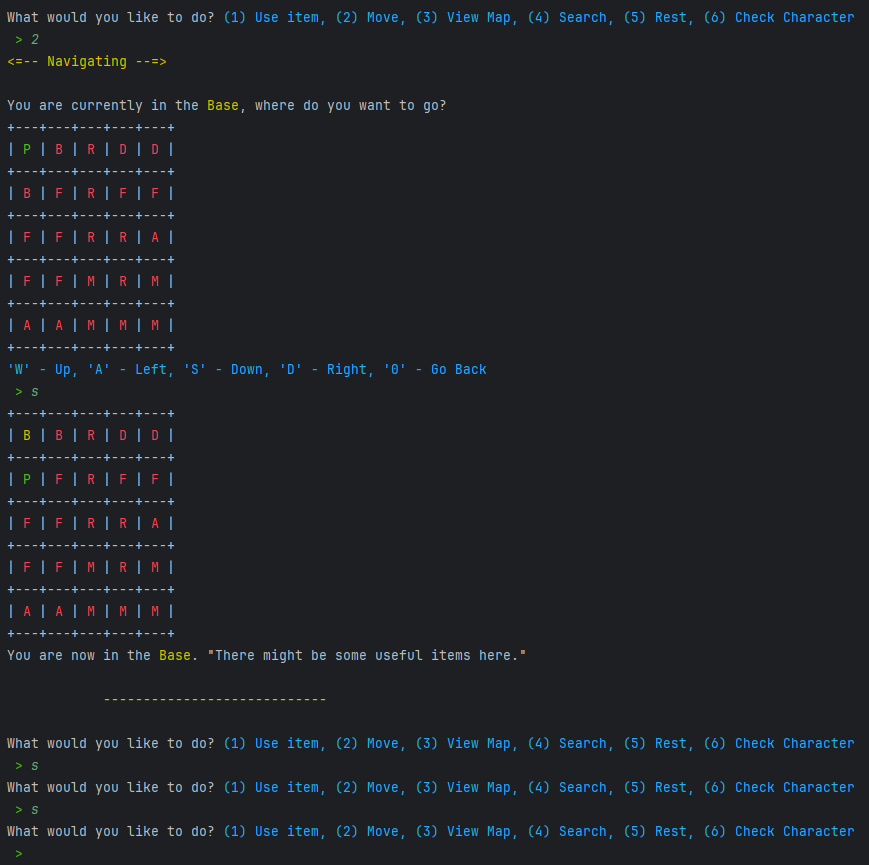 What would you like to do? (1) Use item, (2) Move, (3) View Map, (4) Search, (5) Rest, (6) Check Character
> 2
<=-- Navigating --=>
You are currently in the Base, where do you want to go?
+---+---+---+---+---+
| P | B | R | D | D |
+---+---+---+---+---+
| B | F | R | F | F |
+---+---+---+---+---+
| F | F | R | R | A |
+---+---+---+---+---+
| F | F | M | R | M |
+---+---+---+---+---+
| A | A | M | M | M |
+---+---+---+---+---+
'W' - Up, 'A' - Left, 'S' - Down, 'D' - Right, '0' - Go Back
> s
+---+---+---+---+---+
| B | B | R | D | D |
+---+---+---+---+---+
| P | F | R | F | F |
+---+---+---+---+---+
| F | F | R | R | A |
+---+---+---+---+---+
| F | F | M | R | M |
+---+---+---+---+---+
| A | A | M | M | M |
+---+---+---+---+---+
You are now in the Base. "There might be some useful items here."
----------------------------
What would you like to do? (1) Use item, (2) Move, (3) View Map, (4) Search, (5) Rest, (6) Check Character
> s
What would you like to do? (1) Use item, (2) Move, (3) View Map, (4) Search, (5) Rest, (6) Check Character
> s
What would you like to do? (1) Use item, (2) Move, (3) View Map, (4) Search, (5) Rest, (6) Check Character
>